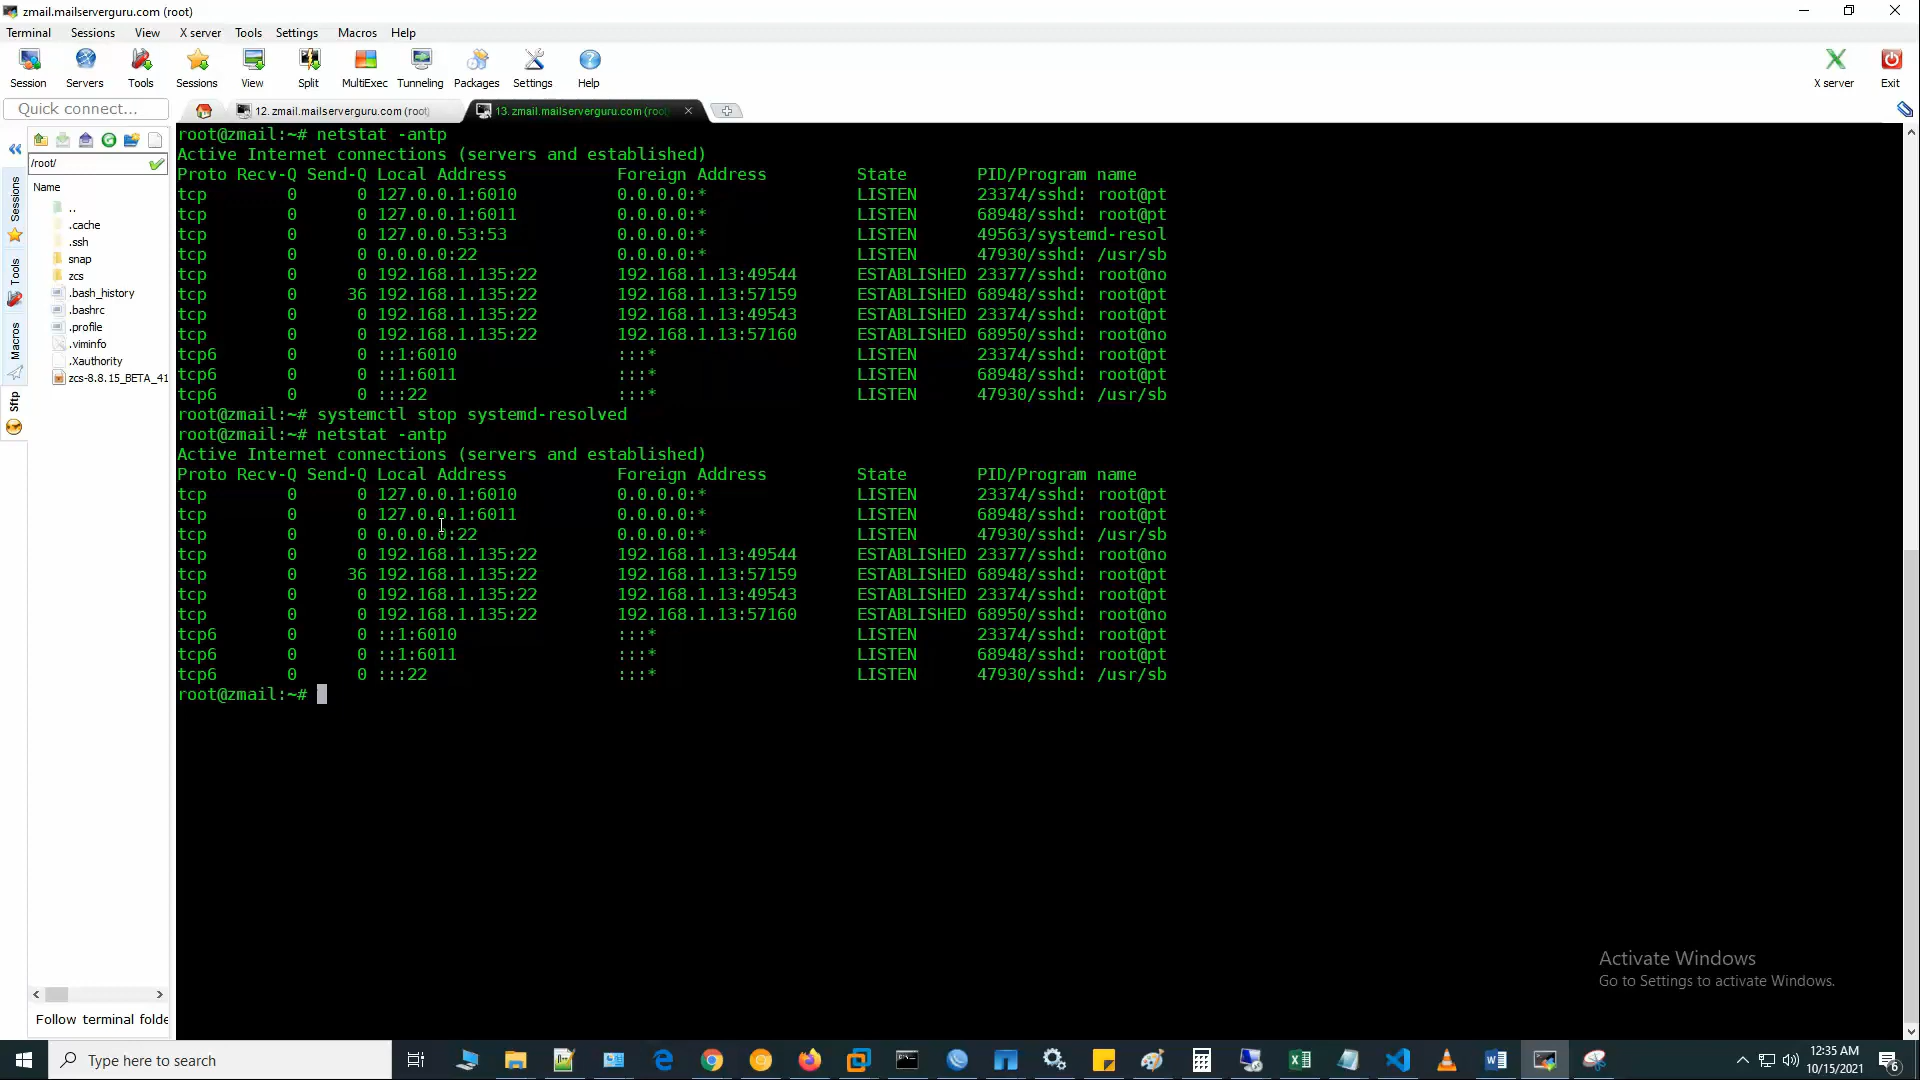 zmail.mailserverguru.com (root)
Terminal Sessions View X server Tools Settings Macros Help
Session Servers Tools Sessions View Split MultiExec Tunneling Packages Settings Help X server Exit
Quick connect... 12. zmail.mailserverguru.com (root) 13. zmail.mailserverguru.com (root
/root/
Name
..
.cache
.ssh
snap
zcs
.bash_history
.bashrc
.profile
.viminfo
.Xauthority
zcs-8.8.15_BETA_41
Sessions
Tools
Macros
Sftp
Follow terminal folde
root@zmail:~# netstat -antp
Active Internet connections (servers and established)
Proto Recv-Q Send-Q Local Address Foreign Address State PID/Program name
tcp 0 0 127.0.0.1:6010 0.0.0.0:* LISTEN 23374/sshd: root@pt
tcp 0 0 127.0.0.1:6011 0.0.0.0:* LISTEN 68948/sshd: root@pt
tcp 0 0 127.0.0.53:53 0.0.0.0:* LISTEN 49563/systemd-resol
tcp 0 0 0.0.0.0:22 0.0.0.0:* LISTEN 47930/sshd: /usr/sb
tcp 0 0 192.168.1.135:22 192.168.1.13:49544 ESTABLISHED 23377/sshd: root@no
tcp 0 36 192.168.1.135:22 192.168.1.13:57159 ESTABLISHED 68948/sshd: root@pt
tcp 0 0 192.168.1.135:22 192.168.1.13:49543 ESTABLISHED 23374/sshd: root@pt
tcp 0 0 192.168.1.135:22 192.168.1.13:57160 ESTABLISHED 68950/sshd: root@no
tcp6 0 0 ::1:6010 :::* LISTEN 23374/sshd: root@pt
tcp6 0 0 ::1:6011 :::* LISTEN 68948/sshd: root@pt
tcp6 0 0 :::22 :::* LISTEN 47930/sshd: /usr/sb
root@zmail:~# systemctl stop systemd-resolved
root@zmail:~# netstat -antp
Active Internet connections (servers and established)
Proto Recv-Q Send-Q Local Address Foreign Address State PID/Program name
tcp 0 0 127.0.0.1:6010 0.0.0.0:* LISTEN 23374/sshd: root@pt
tcp 0 0 127.0.0.1:6011 0.0.0.0:* LISTEN 68948/sshd: root@pt
tcp 0 0 0.0.0.0:22 0.0.0.0:* LISTEN 47930/sshd: /usr/sb
tcp 0 0 192.168.1.135:22 192.168.1.13:49544 ESTABLISHED 23377/sshd: root@no
tcp 0 36 192.168.1.135:22 192.168.1.13:57159 ESTABLISHED 68948/sshd: root@pt
tcp 0 0 192.168.1.135:22 192.168.1.13:49543 ESTABLISHED 23374/sshd: root@pt
tcp 0 0 192.168.1.135:22 192.168.1.13:57160 ESTABLISHED 68950/sshd: root@no
tcp6 0 0 ::1:6010 :::* LISTEN 23374/sshd: root@pt
tcp6 0 0 ::1:6011 :::* LISTEN 68948/sshd: root@pt
tcp6 0 0 :::22 :::* LISTEN 47930/sshd: /usr/sb
root@zmail:~#
Activate Windows
Go to Settings to activate Windows.
Type here to search
12:35 AM
10/15/2021
6